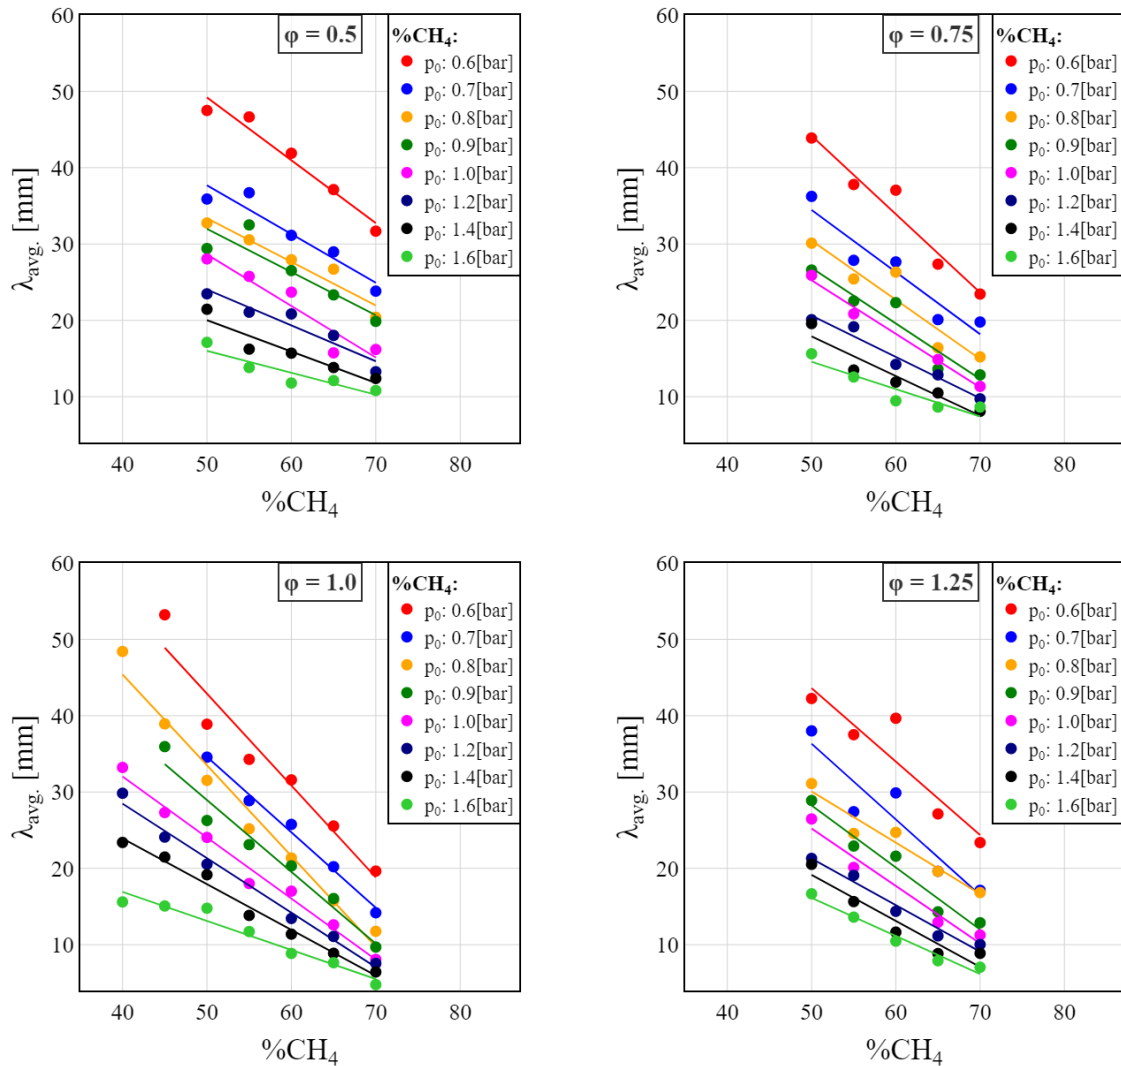 60
50
40
30
20
10
λavg. [mm]
φ = 0.5
%CH4:
p0: 0.6[bar]
p0: 0.7[bar]
p0: 0.8[bar]
p0: 0.9[bar]
p0: 1.0[bar]
p0: 1.2[bar]
p0: 1.4[bar]
p0: 1.6[bar]
40 50 60 70 80
%CH4
60
50
40
30
20
10
λavg. [mm]
φ = 0.75
%CH4:
p0: 0.6[bar]
p0: 0.7[bar]
p0: 0.8[bar]
p0: 0.9[bar]
p0: 1.0[bar]
p0: 1.2[bar]
p0: 1.4[bar]
p0: 1.6[bar]
40 50 60 70 80
%CH4
60
50
40
30
20
10
λavg. [mm]
φ = 1.0
%CH4:
p0: 0.6[bar]
p0: 0.7[bar]
p0: 0.8[bar]
p0: 0.9[bar]
p0: 1.0[bar]
p0: 1.2[bar]
p0: 1.4[bar]
p0: 1.6[bar]
40 50 60 70 80
%CH4
60
50
40
30
20
10
λavg. [mm]
φ = 1.25
%CH4:
p0: 0.6[bar]
p0: 0.7[bar]
p0: 0.8[bar]
p0: 0.9[bar]
p0: 1.0[bar]
p0: 1.2[bar]
p0: 1.4[bar]
p0: 1.6[bar]
40 50 60 70 80
%CH4